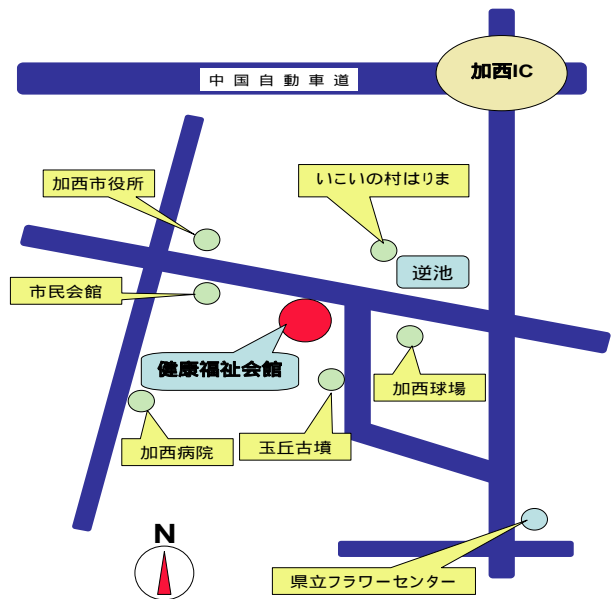 加西IC
中国自動車道
加西市役所
いこいの村はりま
逆池
市民会館
健康福祉会館
加西球場
加西病院
玉丘古墳
N
県立フラワーセンター